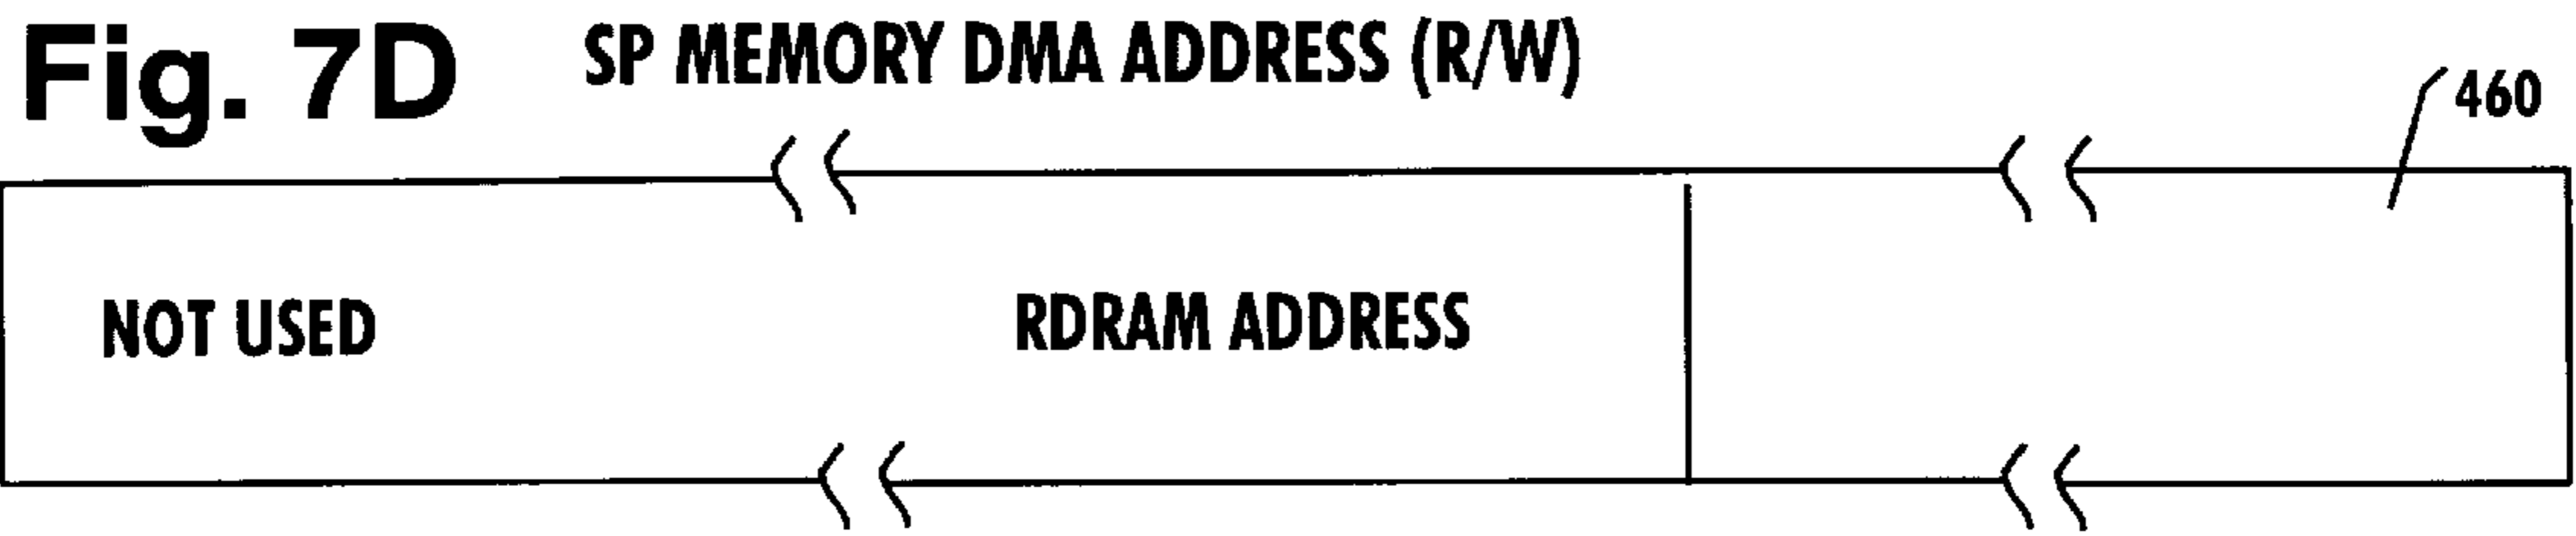 Fig. 7D SP MEMORY DMA ADDRESS (R/W)
460
NOT USED RDRAM ADDRESS